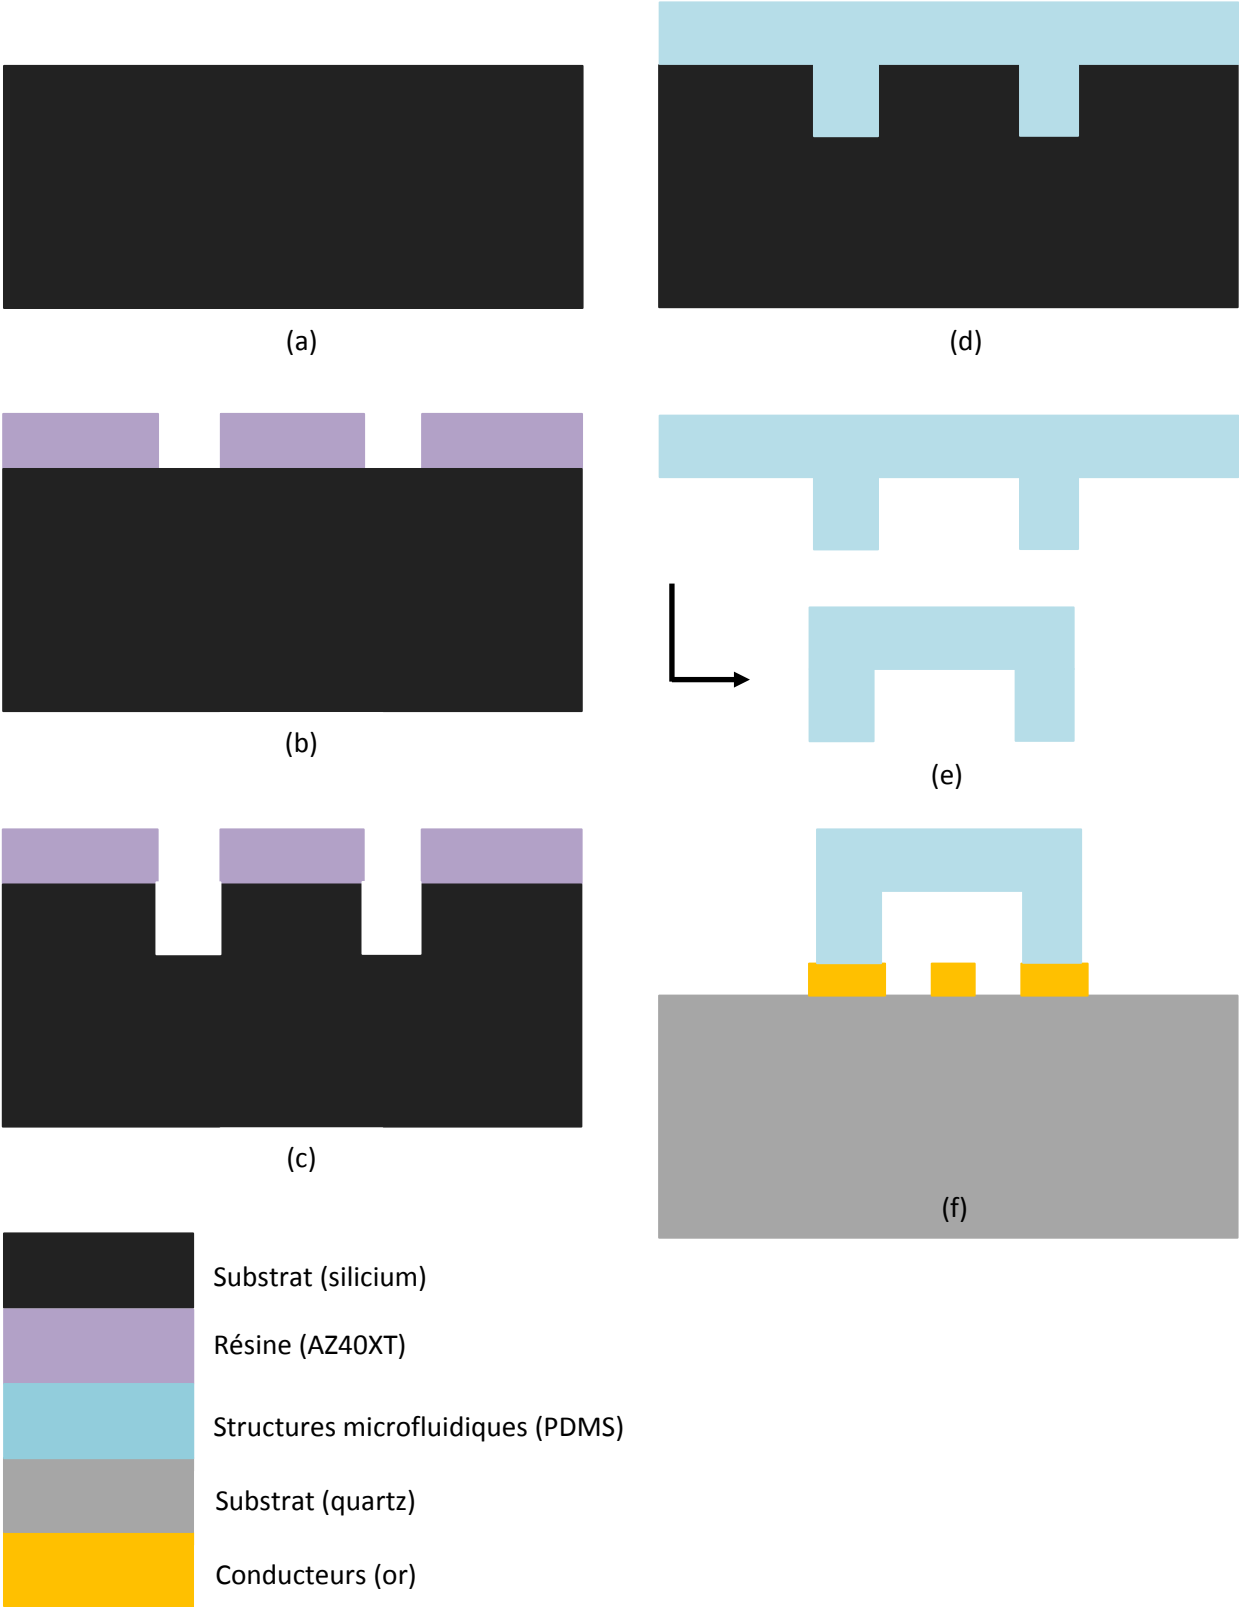 (a)
(b)
(c)
(d)
(e)
(f)
Substrat (silicium)
Résine (AZ40XT)
Structures microfluidiques (PDMS)
Substrat (quartz)
Conducteurs (or)